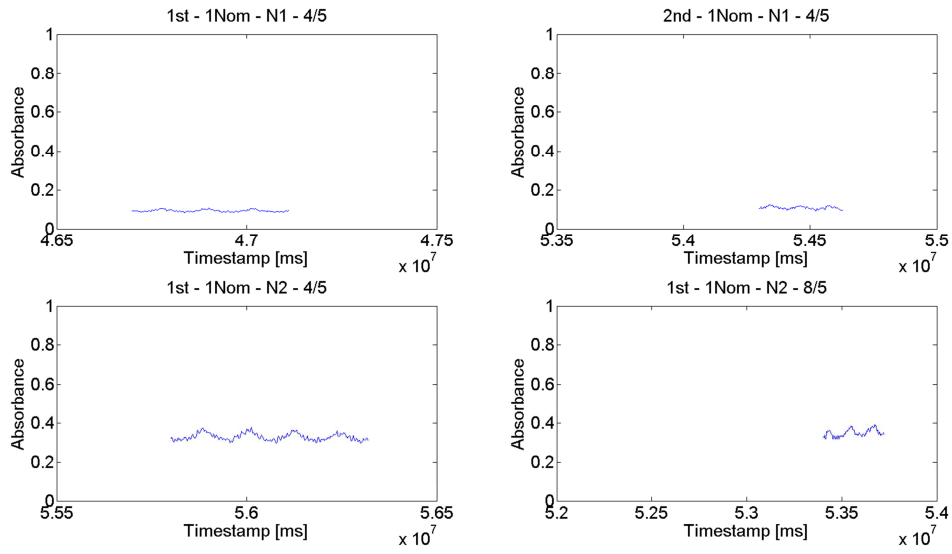 1st - 1Nom - N1 - 4/5
1
0.8
0.6
0.4
0.2
0
Absorbance
4.65
4.7
4.75
Timestamp [ms]
x 10^7
2nd - 1Nom - N1 - 4/5
1
0.8
0.6
0.4
0.2
0
Absorbance
5.35
5.4
5.45
5.5
Timestamp [ms]
x 10^7
1st - 1Nom - N2 - 4/5
1
0.8
0.6
0.4
0.2
0
Absorbance
5.55
5.6
5.65
Timestamp [ms]
x 10^7
1st - 1Nom - N2 - 8/5
1
0.8
0.6
0.4
0.2
0
Absorbance
5.2
5.25
5.3
5.35
5.4
Timestamp [ms]
x 10^7